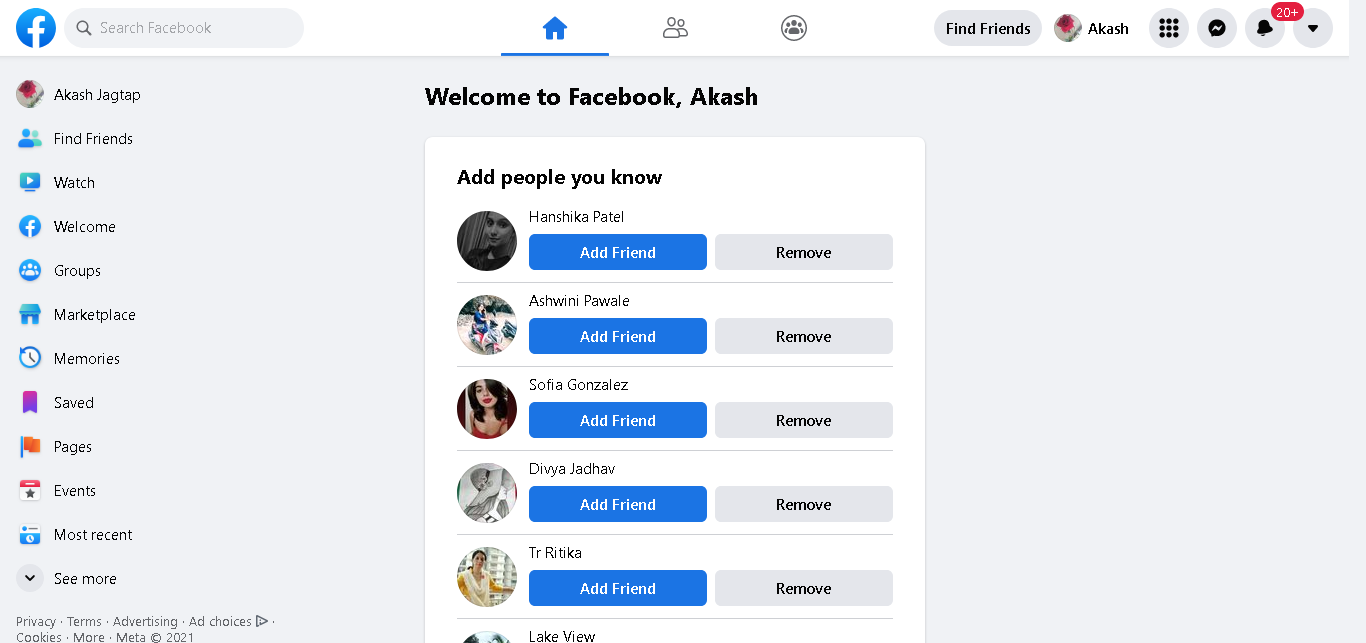 Search Facebook
Find Friends
Akash
20+
Akash Jagtap
Find Friends
Watch
Welcome
Groups
Marketplace
Memories
Saved
Pages
Events
Most recent
See more
Privacy · Terms · Advertising · Ad choices ·
Cookies · More · Meta © 2021
Welcome to Facebook, Akash
Add people you know
Hanshika Patel
Add Friend Remove
Ashwini Pawale
Add Friend Remove
Sofia Gonzalez
Add Friend Remove
Divya Jadhav
Add Friend Remove
Tr Ritika
Add Friend Remove
Lake View